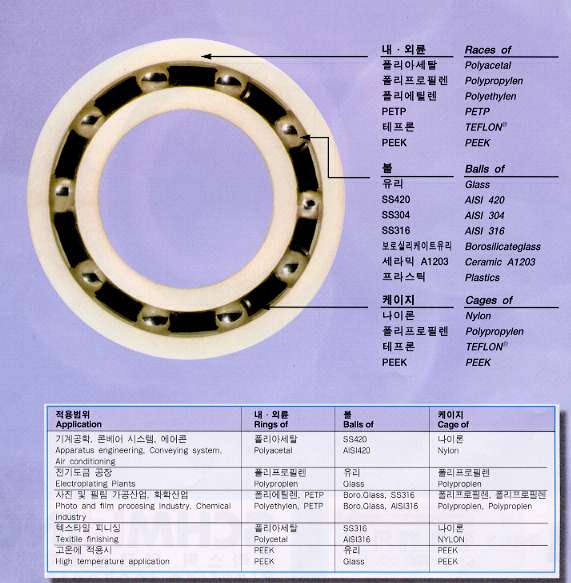 내 · 외륜 Races of
폴리아세탈 Polyacetal
폴리프로필렌 Polypropylen
폴리에틸렌 Polyethylen
PETP PETP
테프론 TEFLON®
PEEK PEEK
볼 Balls of
유리 Glass
SS420 AISI 420
SS304 AISI 304
SS316 AISI 316
보로실리케이트유리 Borosilicateglass
세라믹 A1203 Ceramic A1203
프라스틱 Plastics
케이지 Cages of
나이론 Nylon
폴리프로필렌 Polypropylen
테프론 TEFLON®
PEEK PEEK
적용범위 내 · 외륜 볼 케이지
Application Rings of Balls of Cage of
기계공학, 콘베어 시스템, 에어콘 폴리아세탈 SS420 나이론
Apparatus engineering, Conveying system, Polyacetal AISI420 Nylon
Air conditioning
전기도금 공장 폴리프로필렌 유리 폴리프로필렌
Electroplating Plants Polypropylen Glass Polypropylen
사진 및 필림 가공산업, 화학산업 폴리에틸렌, PETP Boro.Glass, SS316 폴리프로필렌, 폴리프로필렌
Photo and film procesing industry, Chemical Polyethylen, PETP Boro.Glass, AISI316 Polypropylen, Polypropylen
industry
텍스타일 피니싱 폴리아세탈 SS316 나이론
Texitile finishing Polycetal AISI316 NYLON
고온에 적용시 PEEK 유리 PEEK
High temperature application PEEK Glass PEEK